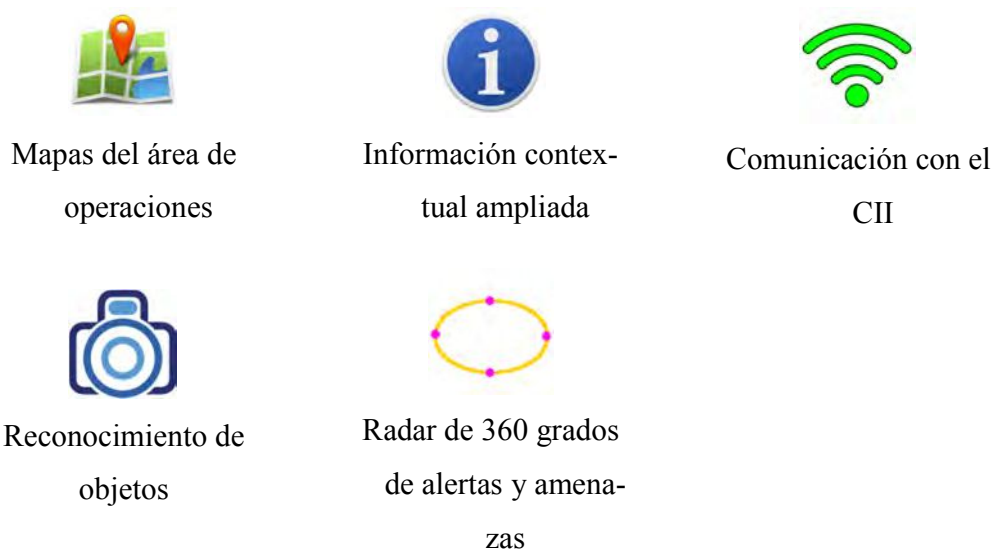 Mapas del área de
operaciones
Información contex-
tual ampliada
Comunicación con el
CII
Reconocimiento de
objetos
Radar de 360 grados
de alertas y amena-
zas